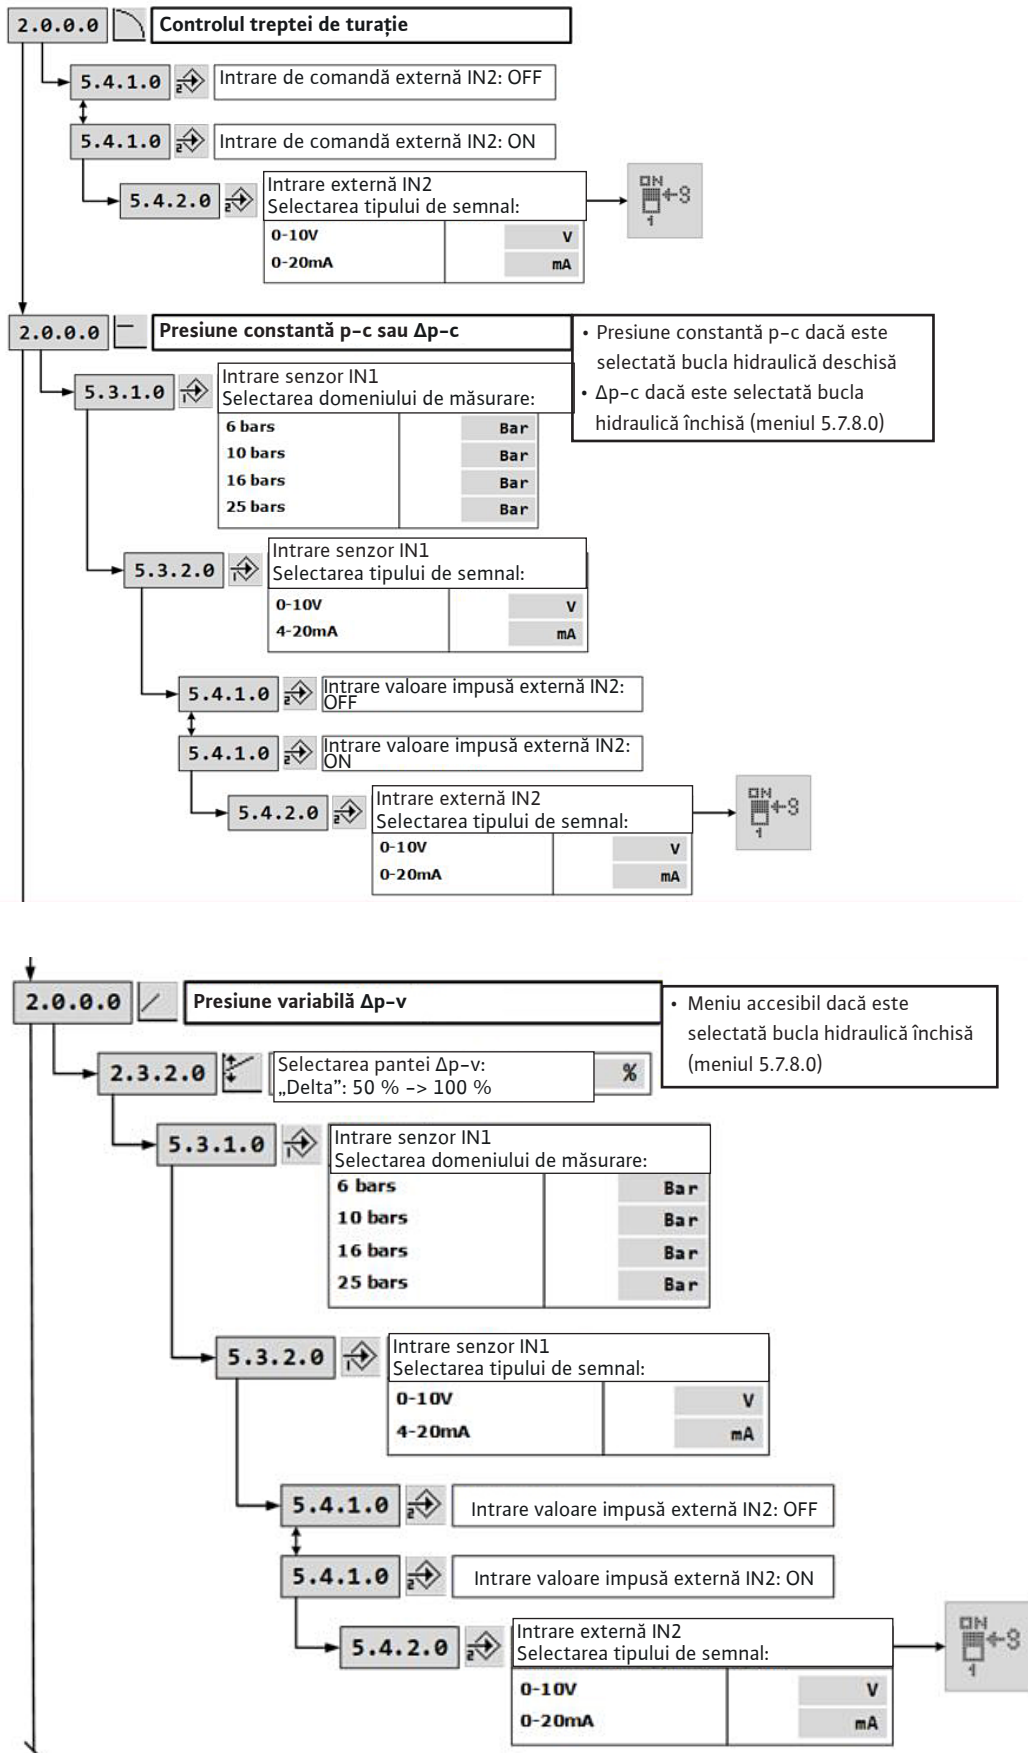 2.0.0.0
Controlul treptei de turație
5.4.1.0
2
Intrare de comandă externă IN2: OFF
5.4.1.0
2
Intrare de comandă externă IN2: ON
5.4.2.0
2
Intrare externă IN2
Selectarea tipului de semnal:
0-10V V
0-20mA mA
ON
1
2.0.0.0
Presiune constantă p-c sau Δp-c
• Presiune constantă p-c dacă este
selectată bucla hidraulică deschisă
• Δp-c dacă este selectată bucla
hidraulică închisă (meniul 5.7.8.0)
5.3.1.0
1
Intrare senzor IN1
Selectarea domeniului de măsurare:
6 bars Bar
10 bars Bar
16 bars Bar
25 bars Bar
5.3.2.0
1
Intrare senzor IN1
Selectarea tipului de semnal:
0-10V V
4-20mA mA
5.4.1.0
2
Intrare valoare impusă externă IN2:
OFF
5.4.1.0
2
Intrare valoare impusă externă IN2:
ON
5.4.2.0
2
Intrare externă IN2
Selectarea tipului de semnal:
0-10V V
0-20mA mA
ON
1
2.0.0.0
Presiune variabilă Δp-v
• Meniu accesibil dacă este
selectată bucla hidraulică închisă
(meniul 5.7.8.0)
2.3.2.0
Selectarea pantei Δp-v:
„Delta”: 50 % -> 100 %
%
5.3.1.0
1
Intrare senzor IN1
Selectarea domeniului de măsurare:
6 bars Bar
10 bars Bar
16 bars Bar
25 bars Bar
5.3.2.0
1
Intrare senzor IN1
Selectarea tipului de semnal:
0-10V V
4-20mA mA
5.4.1.0
2
Intrare valoare impusă externă IN2: OFF
5.4.1.0
2
Intrare valoare impusă externă IN2: ON
5.4.2.0
2
Intrare externă IN2
Selectarea tipului de semnal:
0-10V V
0-20mA mA
ON
1